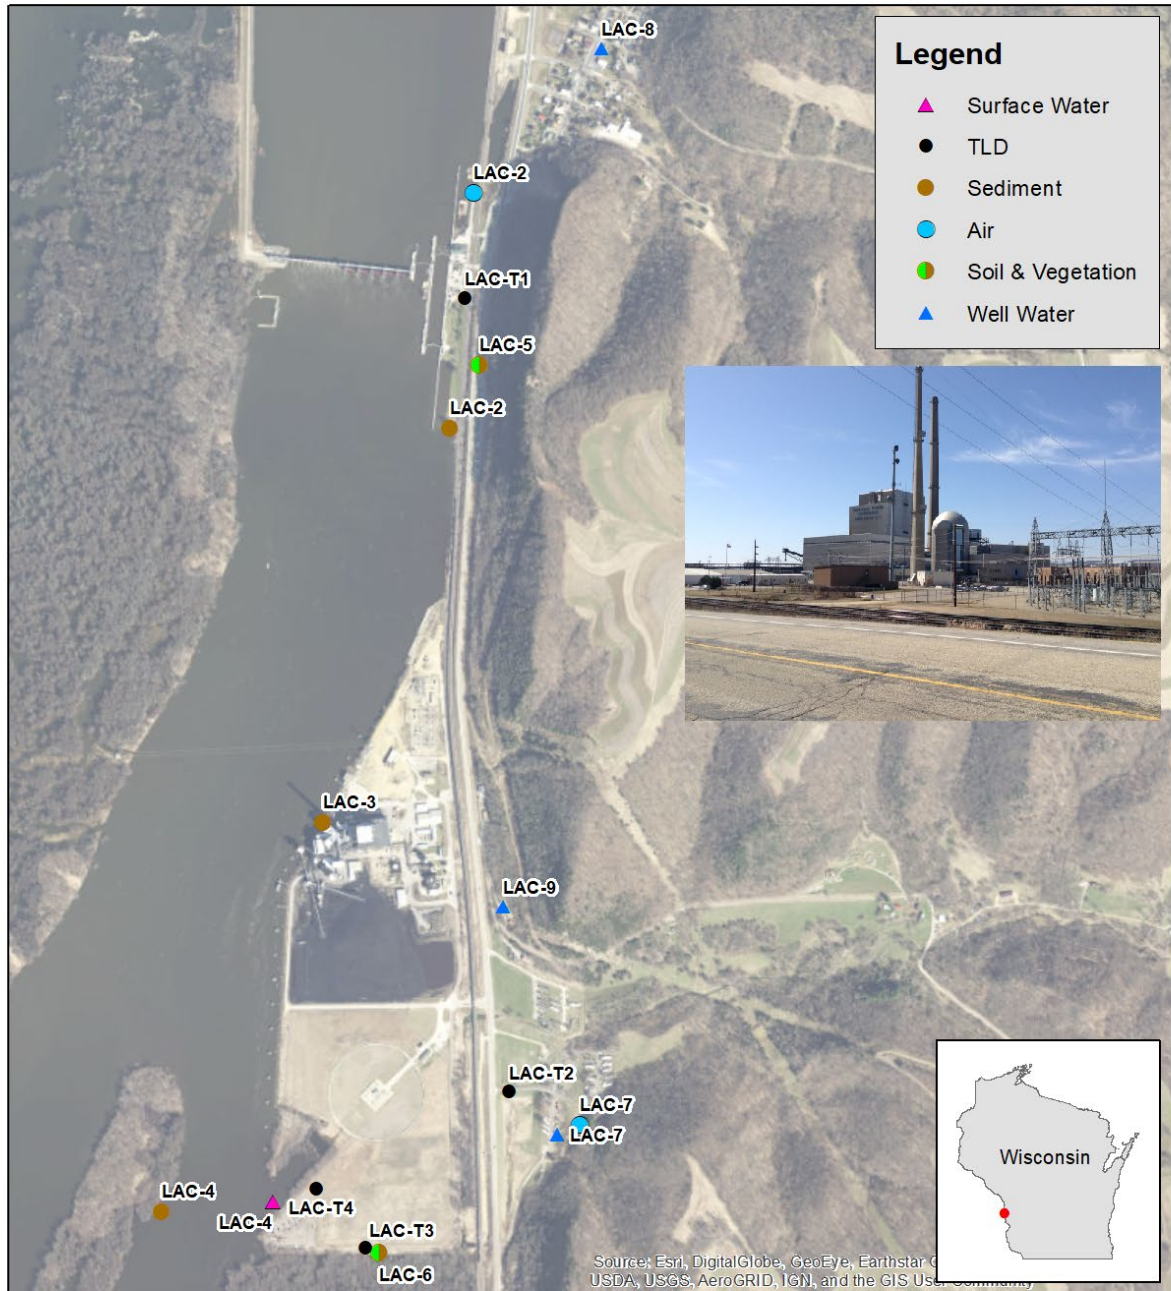 LAC-8
Legend
Surface Water
TLD
Sediment
Air
Soil & Vegetation
Well Water
LAC-2
LAC-T1
LAC-5
LAC-2
LAC-3
LAC-9
LAC-T2
LAC-7
LAC-7
LAC-4
LAC-4
LAC-T4
LAC-T3
LAC-6
Wisconsin
Source: Esri, DigitalGlobe, GeoEye, Earthstar
USDA, USGS, AeroGRID, IGN, and the GIS User Community